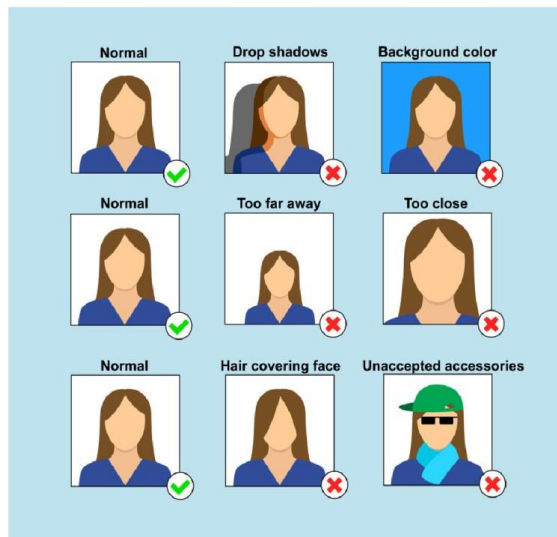 Normal
Drop shadows
Background color
Normal
Too far away
Too close
Normal
Hair covering face
Unaccepted accessories